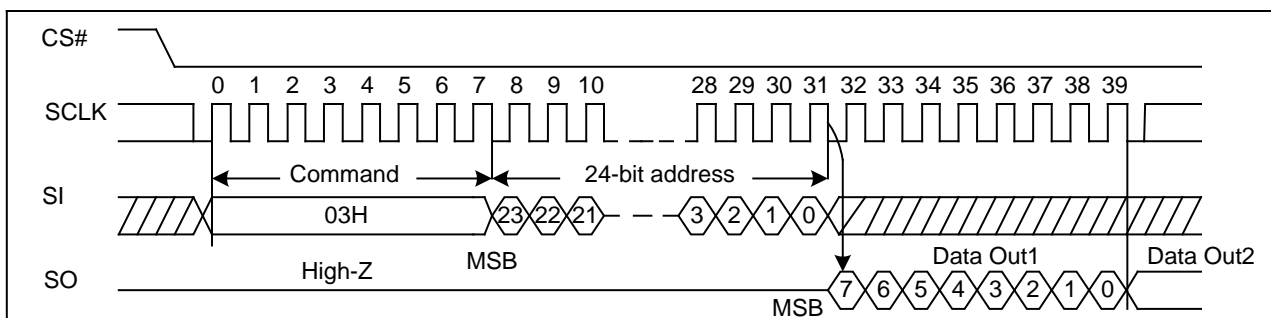 CS#
0 1 2 3 4 5 6 7 8 9 10 28 29 30 31 32 33 34 35 36 37 38 39
SCLK
Command 24-bit address
SI
03H 23 22 21 3 2 1 0
High-Z MSB Data Out1 Data Out2
SO
MSB 7 6 5 4 3 2 1 0